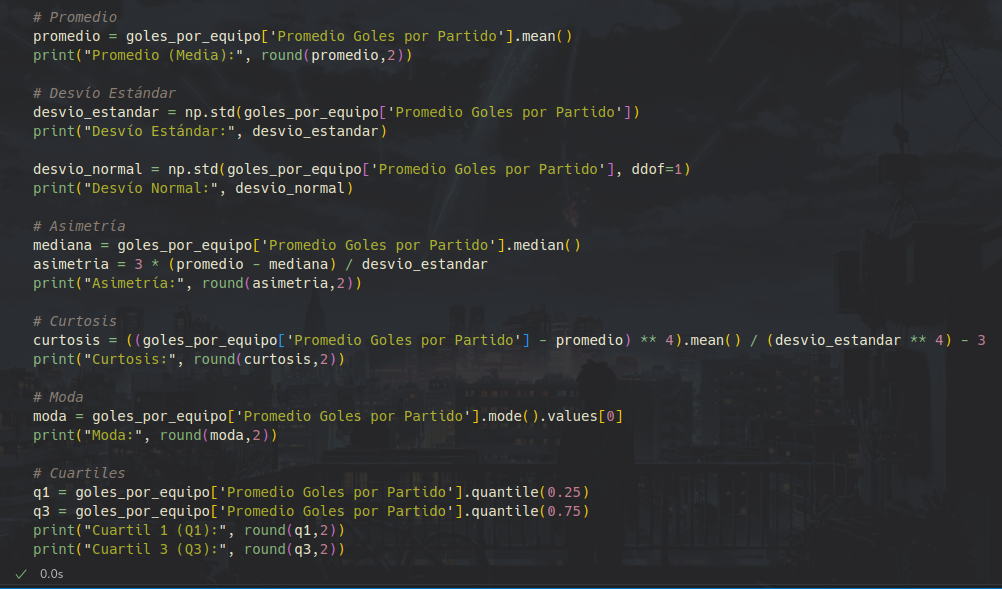 # Promedio
promedio = goles_por_equipo['Promedio Goles por Partido'].mean()
print("Promedio (Media):", round(promedio,2))
# Desvío Estándar
desvio_estandar = np.std(goles_por_equipo['Promedio Goles por Partido'])
print("Desvío Estándar:", desvio_estandar)
desvio_normal = np.std(goles_por_equipo['Promedio Goles por Partido'], ddof=1)
print("Desvío Normal:", desvio_normal)
# Asimetría
mediana = goles_por_equipo['Promedio Goles por Partido'].median()
asimetria = 3 * (promedio - mediana) / desvio_estandar
print("Asimetría:", round(asimetria,2))
# Curtosis
curtosis = ((goles_por_equipo['Promedio Goles por Partido'] - promedio) ** 4).mean() / (desvio_estandar ** 4) - 3
print("Curtosis:", round(curtosis,2))
# Moda
moda = goles_por_equipo['Promedio Goles por Partido'].mode().values[0]
print("Moda:", round(moda,2))
# Cuartiles
q1 = goles_por_equipo['Promedio Goles por Partido'].quantile(0.25)
q3 = goles_por_equipo['Promedio Goles por Partido'].quantile(0.75)
print("Cuartil 1 (Q1):", round(q1,2))
print("Cuartil 3 (Q3):", round(q3,2))
0.0s